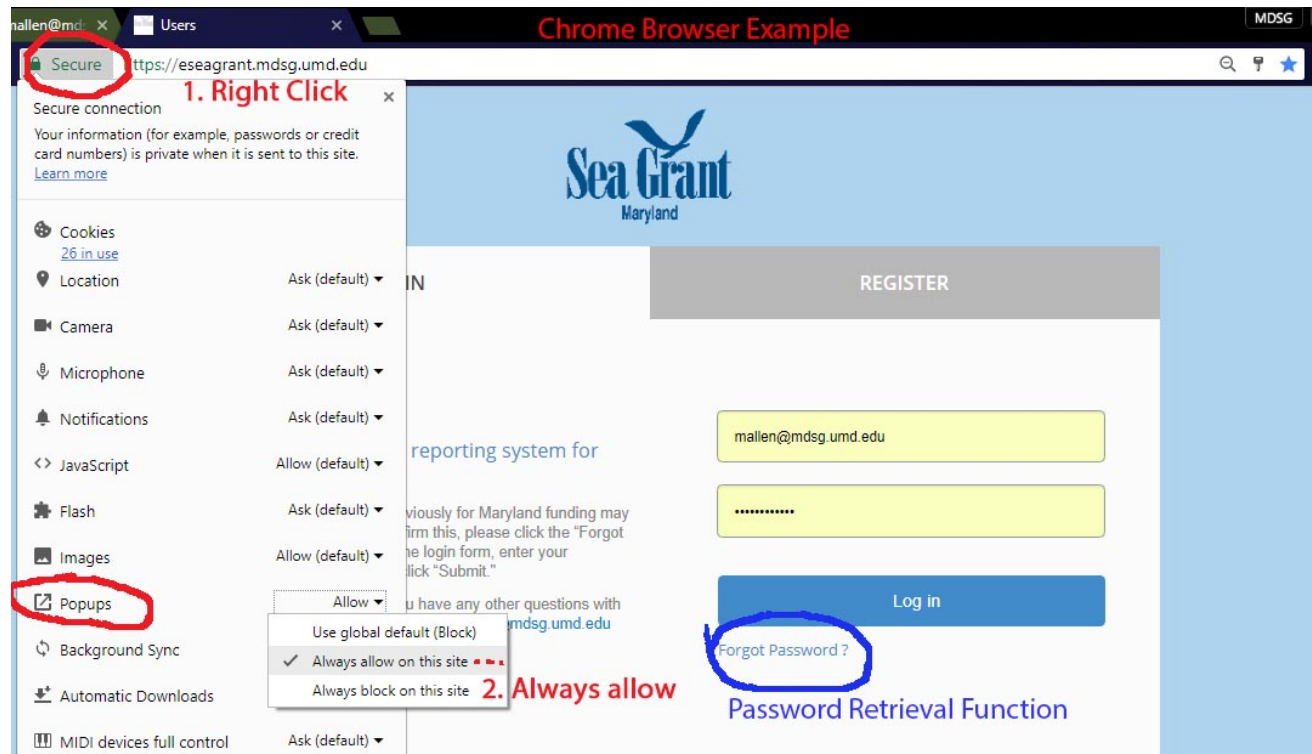 nallen@md
Users
Chrome Browser Example
MDSG
Secure
ttps://eseagrant.mdsg.umd.edu
1. Right Click
Secure connection
Your information (for example, passwords or credit
card numbers) is private when it is sent to this site.
Learn more
Sea Grant
Maryland
Cookies
26 in use
Location Ask (default)
IN
REGISTER
Camera Ask (default)
Microphone Ask (default)
Notifications Ask (default)
mallen@mdsg.umd.edu
reporting system for
JavaScript Allow (default)
Flash Ask (default)
viously for Maryland funding may
firm this, please click the “Forgot
he login form, enter your
lick “Submit.”
••••••••••••
Images Allow (default)
Popups Allow
u have any other questions with
mdsg.umd.edu
Log in
Use global default (Block)
Always allow on this site
Always block on this site
2. Always allow
Background Sync
Forgot Password ?
Automatic Downloads
Password Retrieval Function
MIDI devices full control Ask (default)